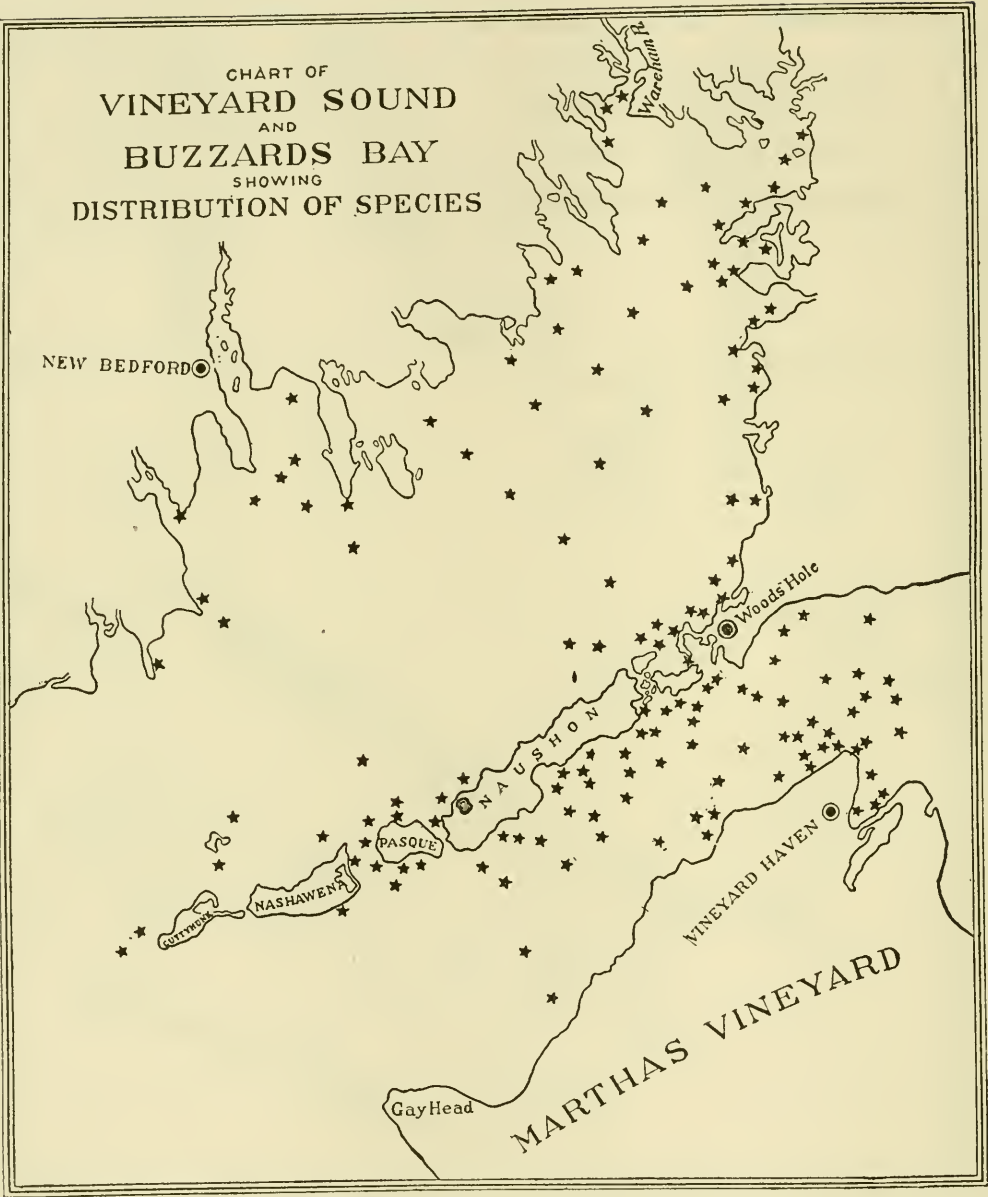 CHART OF
VINEYARD SOUND
AND
BUZZARDS BAY
SHOWING
DISTRIBUTION OF SPECIES
Wareham R.
NEW BEDFORD
Woods Hole
NAUSHON
PASQUE
NASHAWENA
CUTTYHUNK
VINEYARD HAVEN
MARTHAS VINEYARD
Gay Head